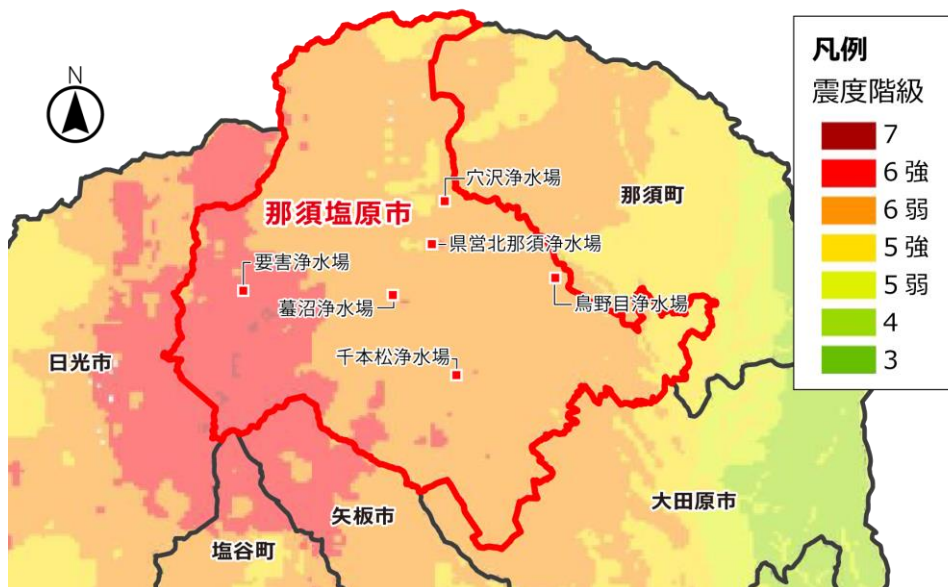 N
穴沢浄水場
那須町
那須塩原市
県営北那須浄水場
要害浄水場
蟇沼浄水場
鳥野目浄水場
日光市
千本松浄水場
大田原市
矢板市
塩谷町
凡例
震度階級
7
6強
6弱
5強
5弱
4
3